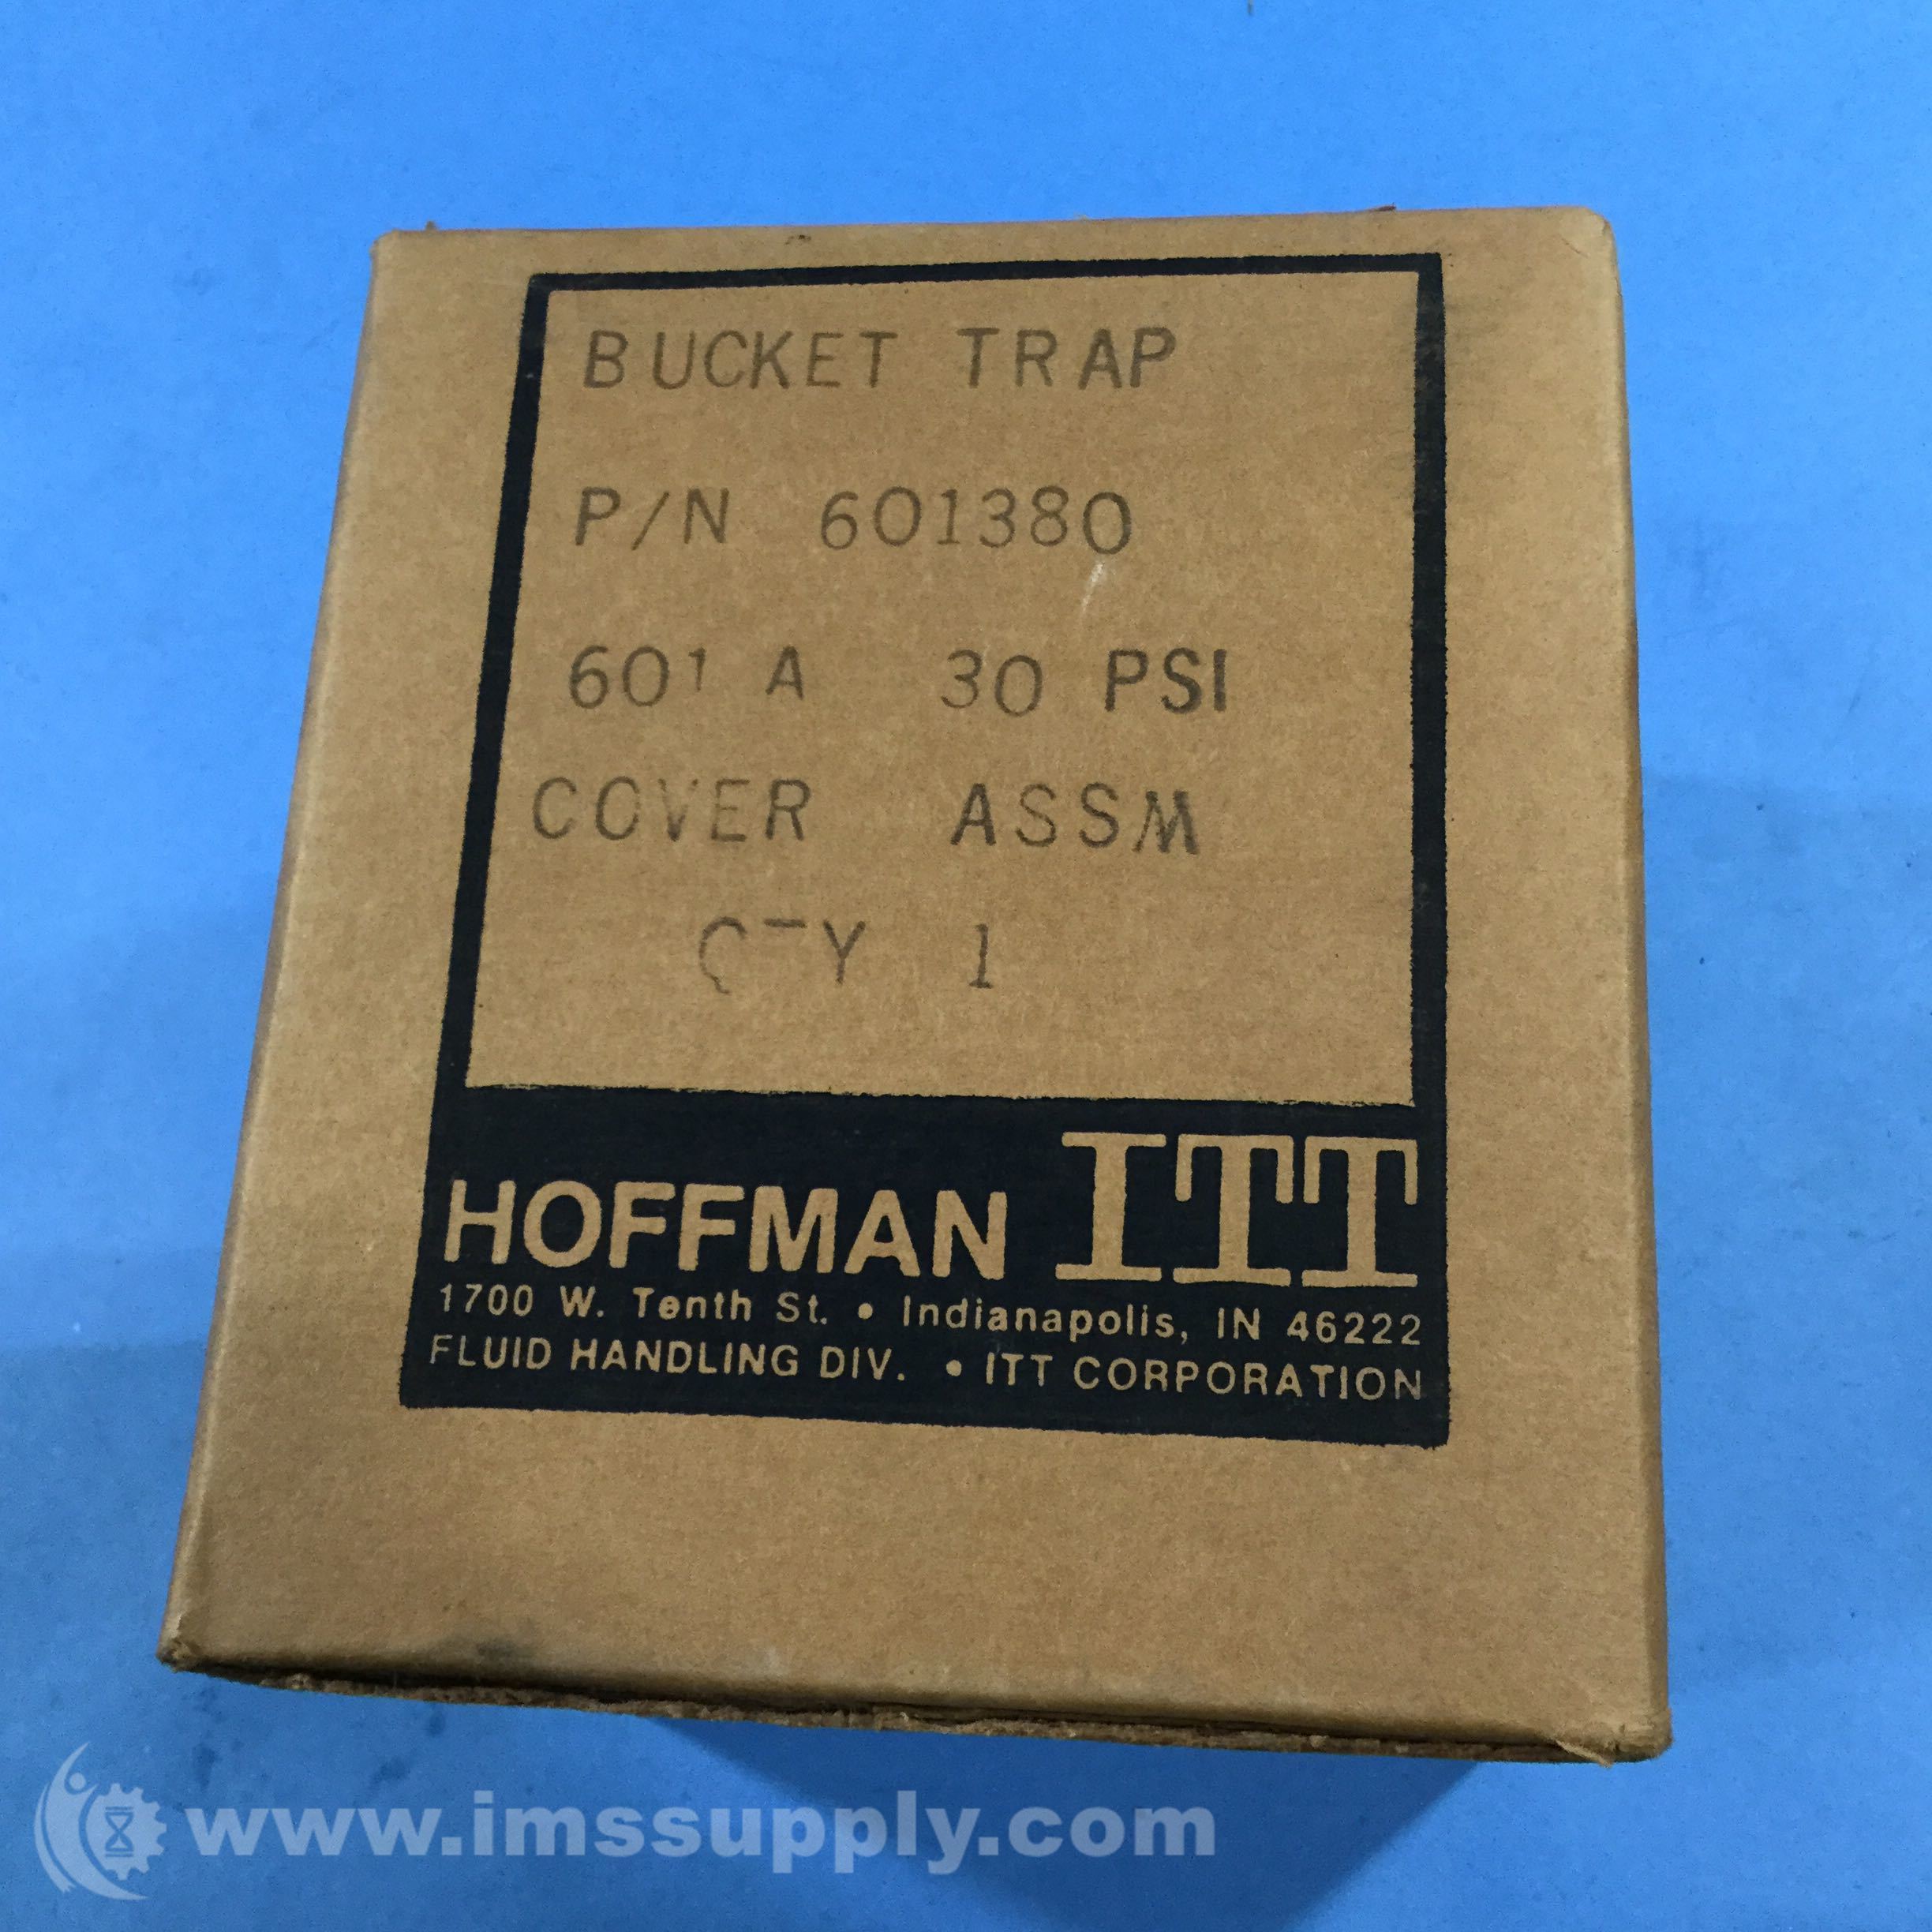 BUCKET TRAP
P/N 601380
601 A 30 PSI
COVER ASSM
QTY 1
HOFFMAN ITT
1700 W. Tenth St. • Indianapolis, IN 46222
FLUID HANDLING DIV. • ITT CORPORATION
www.imssupply.com